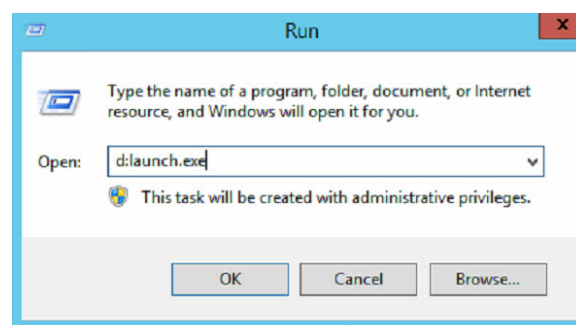 Run
x
Type the name of a program, folder, document, or Internet
resource, and Windows will open it for you.
Open: d:launch.exe
This task will be created with administrative privileges.
OK Cancel Browse...